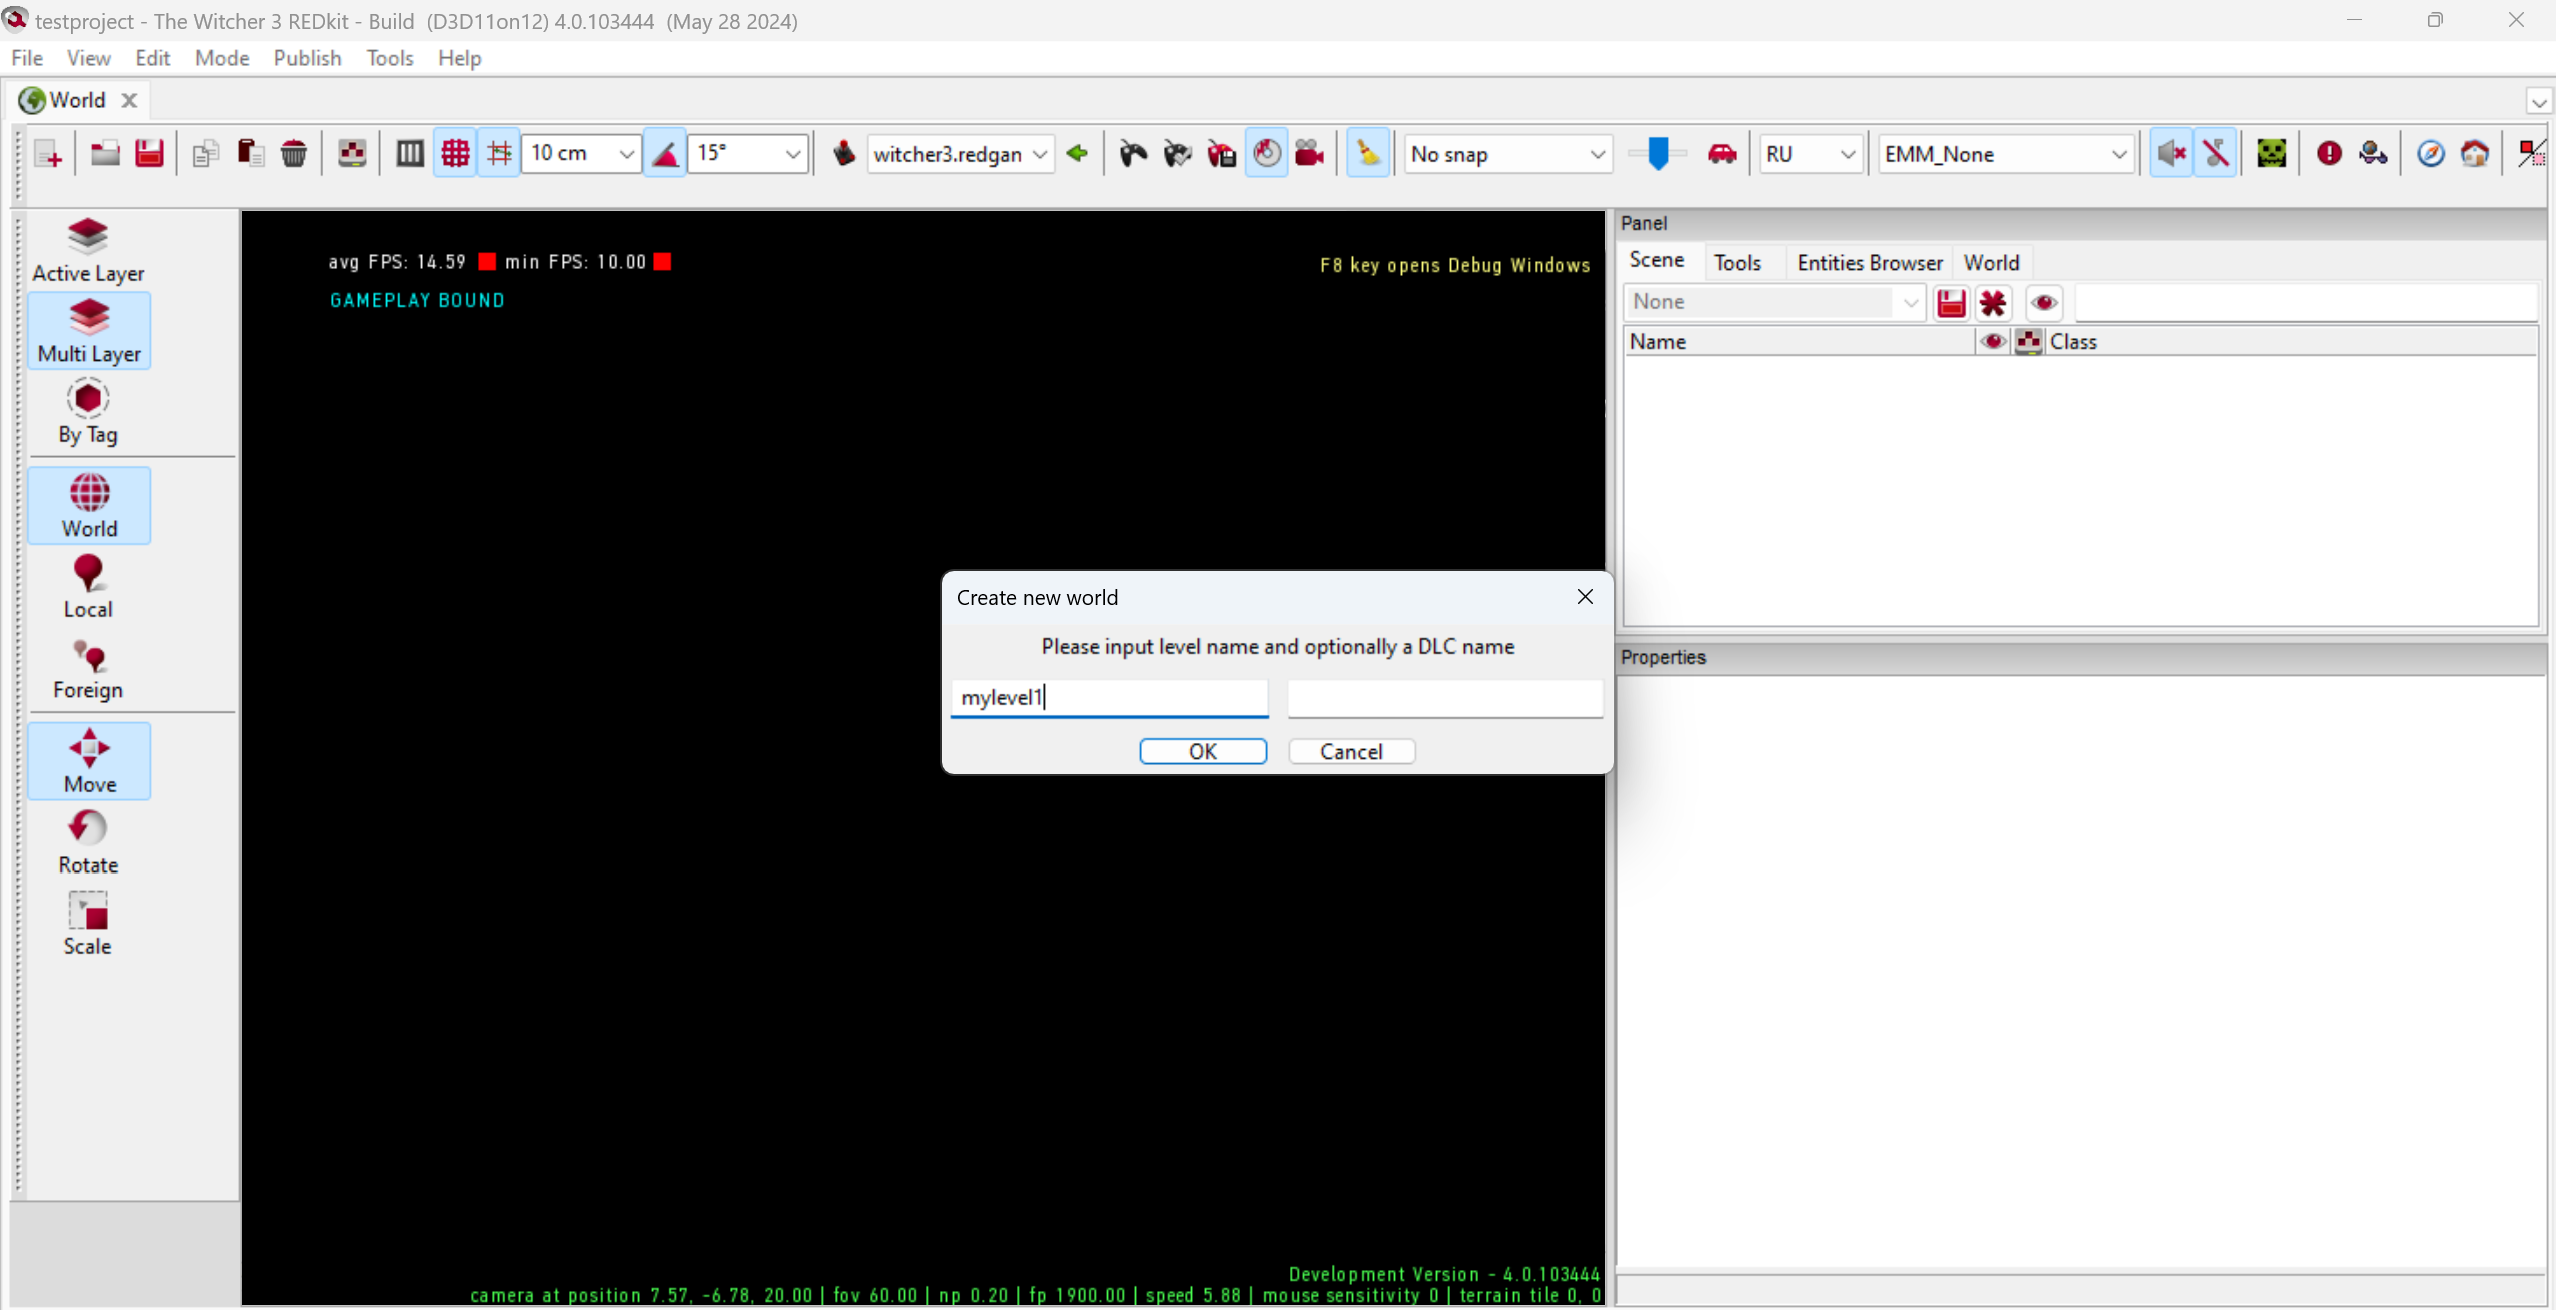 testproject - The Witcher 3 REDkit - Build (D3D11on12) 4.0.103444 (May 28 2024)
File View Edit Mode Publish Tools Help
World
10 cm 15° witcher3.redgan No snap RU EMM_None
Active Layer
Multi Layer
By Tag
World
Local
Foreign
Move
Rotate
Scale
avg FPS: 14.59 min FPS: 10.00
GAMEPLAY BOUND
F8 key opens Debug Windows
Create new world
Please input level name and optionally a DLC name
mylevel1
OK Cancel
Development Version - 4.0.103444
camera at position 7.57, -6.78, 20.00 | fov 60.00 | np 0.20 | fp 1900.00 | speed 5.88 | mouse sensitivity 0 | terrain tile 0, 0
Panel
Scene Tools Entities Browser World
None
Name Class
Properties